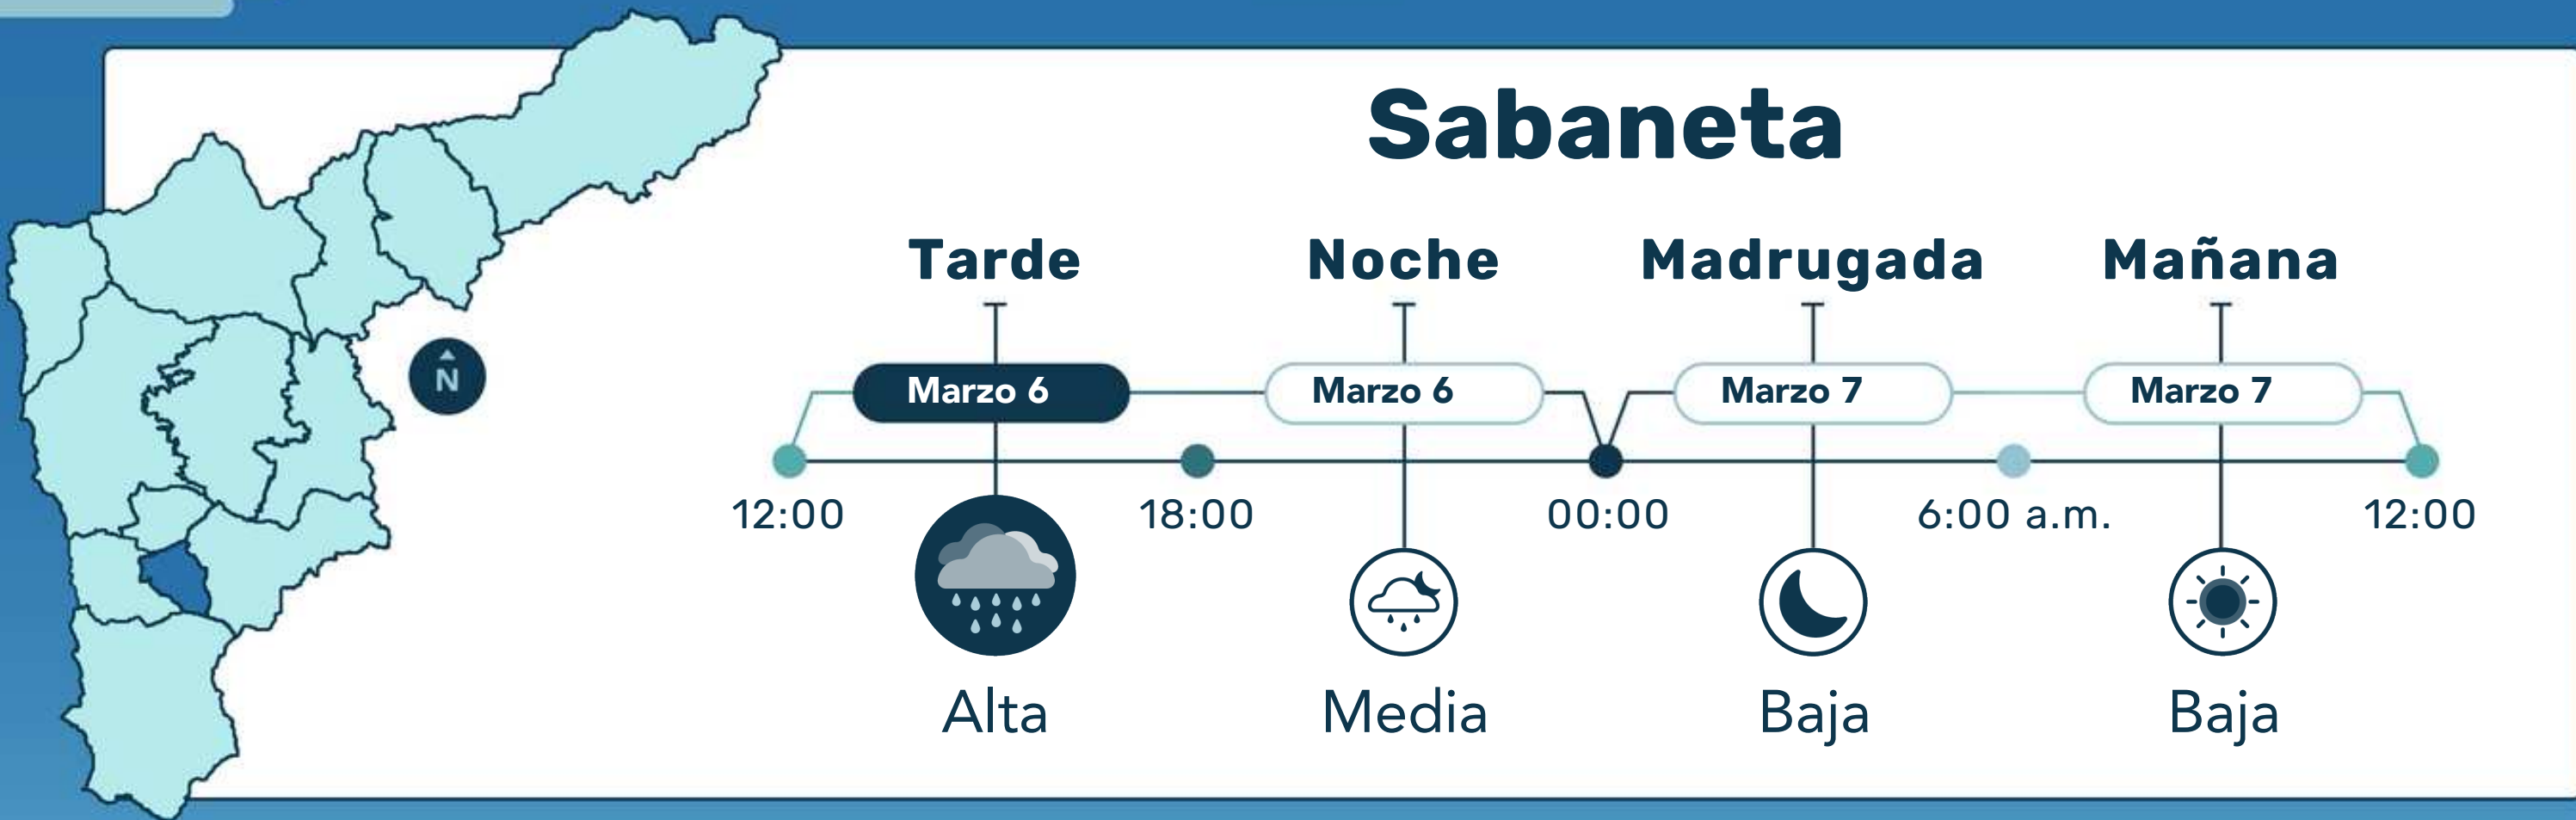 Sabaneta
Tarde Noche Madrugada Mañana
Marzo 6 Marzo 6 Marzo 7 Marzo 7
N
12:00 18:00 00:00 6:00 a.m. 12:00
Alta Media Baja Baja